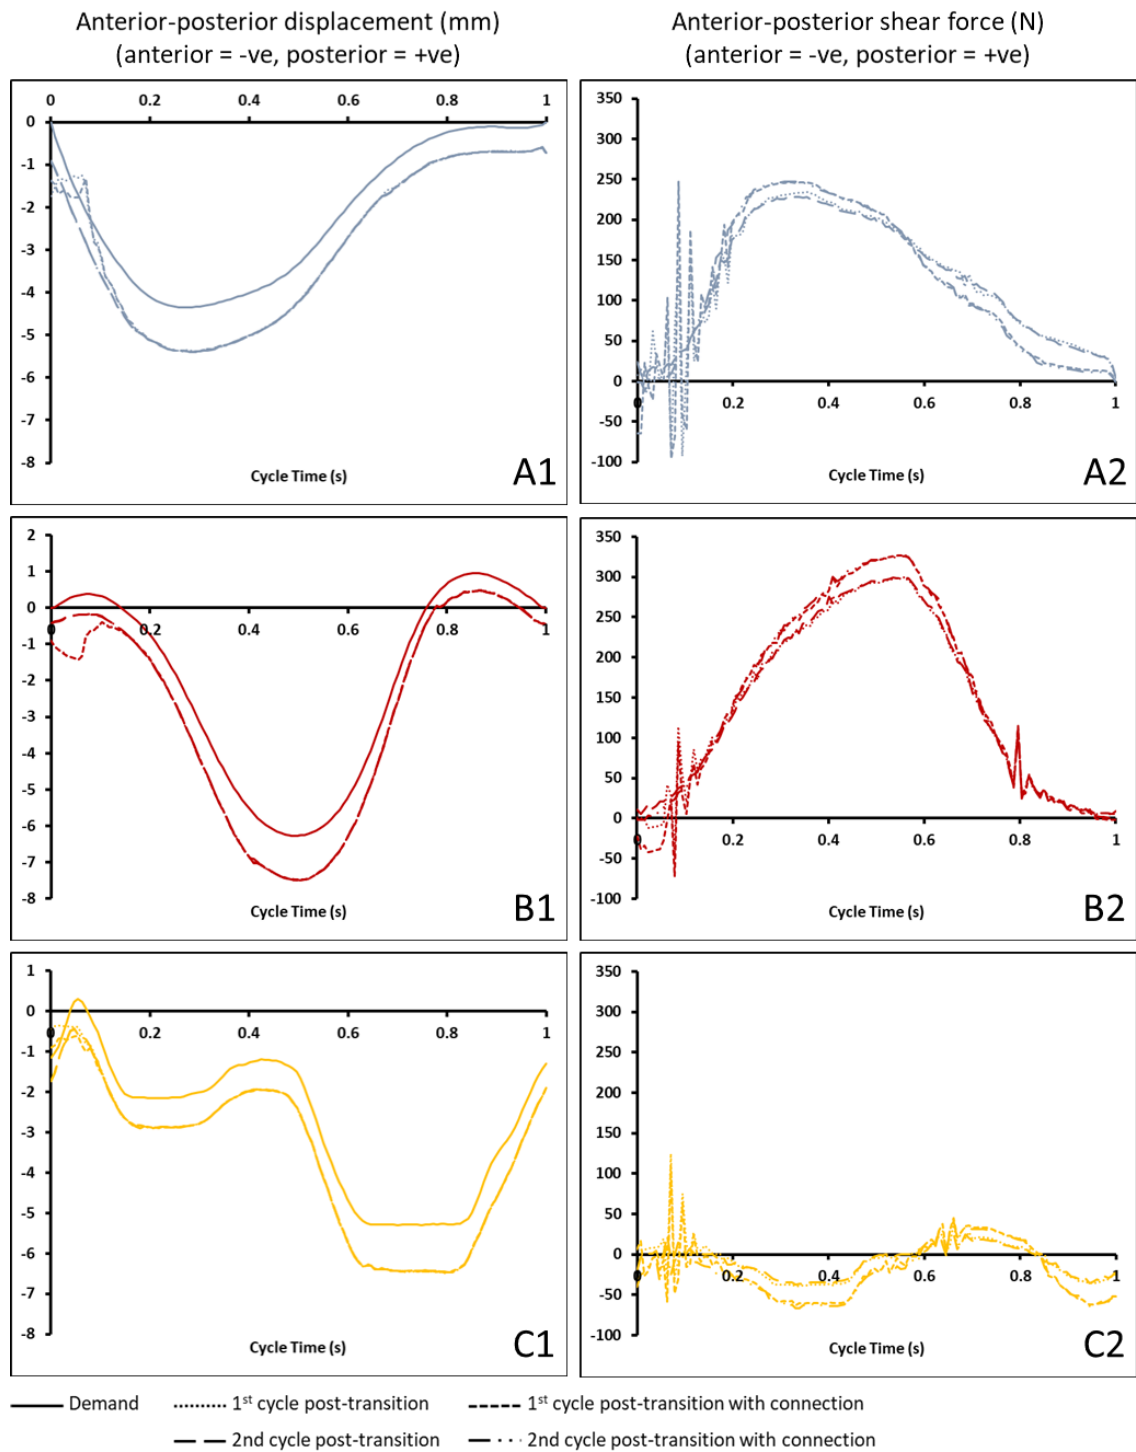 Anterior-posterior displacement (mm)
(anterior = -ve, posterior = +ve)
Anterior-posterior shear force (N)
(anterior = -ve, posterior = +ve)
0 0.2 0.4 0.6 0.8 1
0
-1
-2
-3
-4
-5
-6
-7
-8
Cycle Time (s)
A1
350
300
250
200
150
100
50
0
-50
-100
0 0.2 0.4 0.6 0.8 1
Cycle Time (s)
A2
2
1
0
-1
-2
-3
-4
-5
-6
-7
-8
0 0.2 0.4 0.6 0.8 1
Cycle Time (s)
B1
350
300
250
200
150
100
50
0
-50
-100
0 0.2 0.4 0.6 0.8 1
Cycle Time (s)
B2
1
0
-1
-2
-3
-4
-5
-6
-7
-8
0 0.2 0.4 0.6 0.8 1
Cycle Time (s)
C1
350
300
250
200
150
100
50
0
-50
-100
0 0.2 0.4 0.6 0.8 1
Cycle Time (s)
C2
Demand 1st cycle post-transition 1st cycle post-transition with connection
2nd cycle post-transition 2nd cycle post-transition with connection